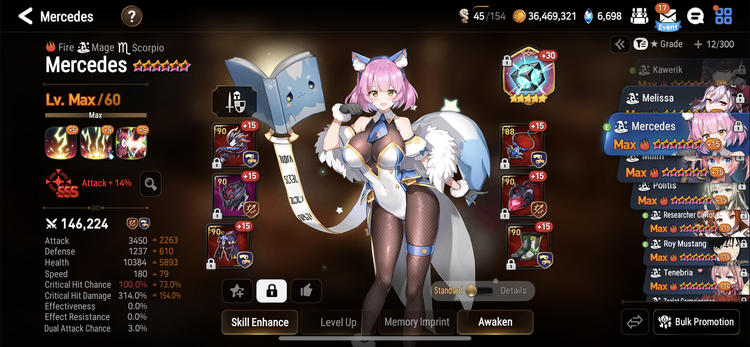 Mercedes
?
45/154
36,469,321
6,698
17
Event
Fire Mage Scorpio
Mercedes
Lv. Max/60
Max
+5 +5 +5
SSS
Attack + 14%
146,224
Attack 3450 2263
Defense 1237 610
Health 10384 5893
Speed 180 79
Critical Hit Chance 100.0% 73.0%
Critical Hit Damage 314.0% 154.0%
Effectiveness 0.0%
Effect Resistance 0.0%
Dual Attack Chance 3.0%
90 +15
90 +15
90 +15
+30
88 +15
90 +15
90 +15
Standard Details
Skill Enhance
Level Up
Memory Imprint
Awaken
Grade
12/300
Kawerik
Melissa
Mercedes
Max +15
Politis
Max
Max
Roy Mustang
Max
Tenebria
Max
Bulk Promotion